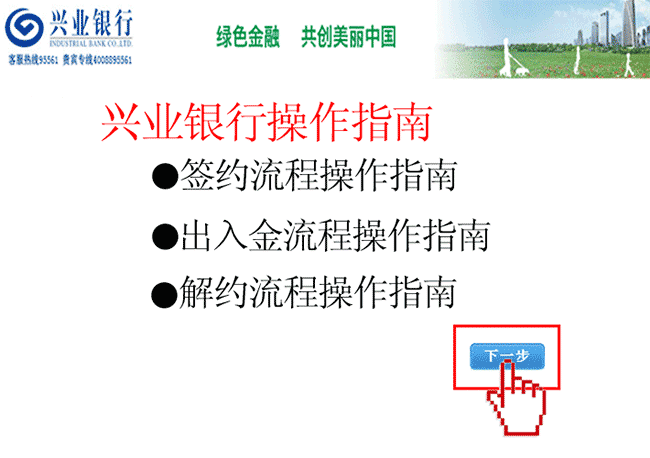 兴业银行
INDUSTRIAL BANK CO.,LTD.
客服热线95561 贵宾专线4008895561
绿色金融 共创美丽中国
兴业银行操作指南
●签约流程操作指南
●出入金流程操作指南
●解约流程操作指南
下一步